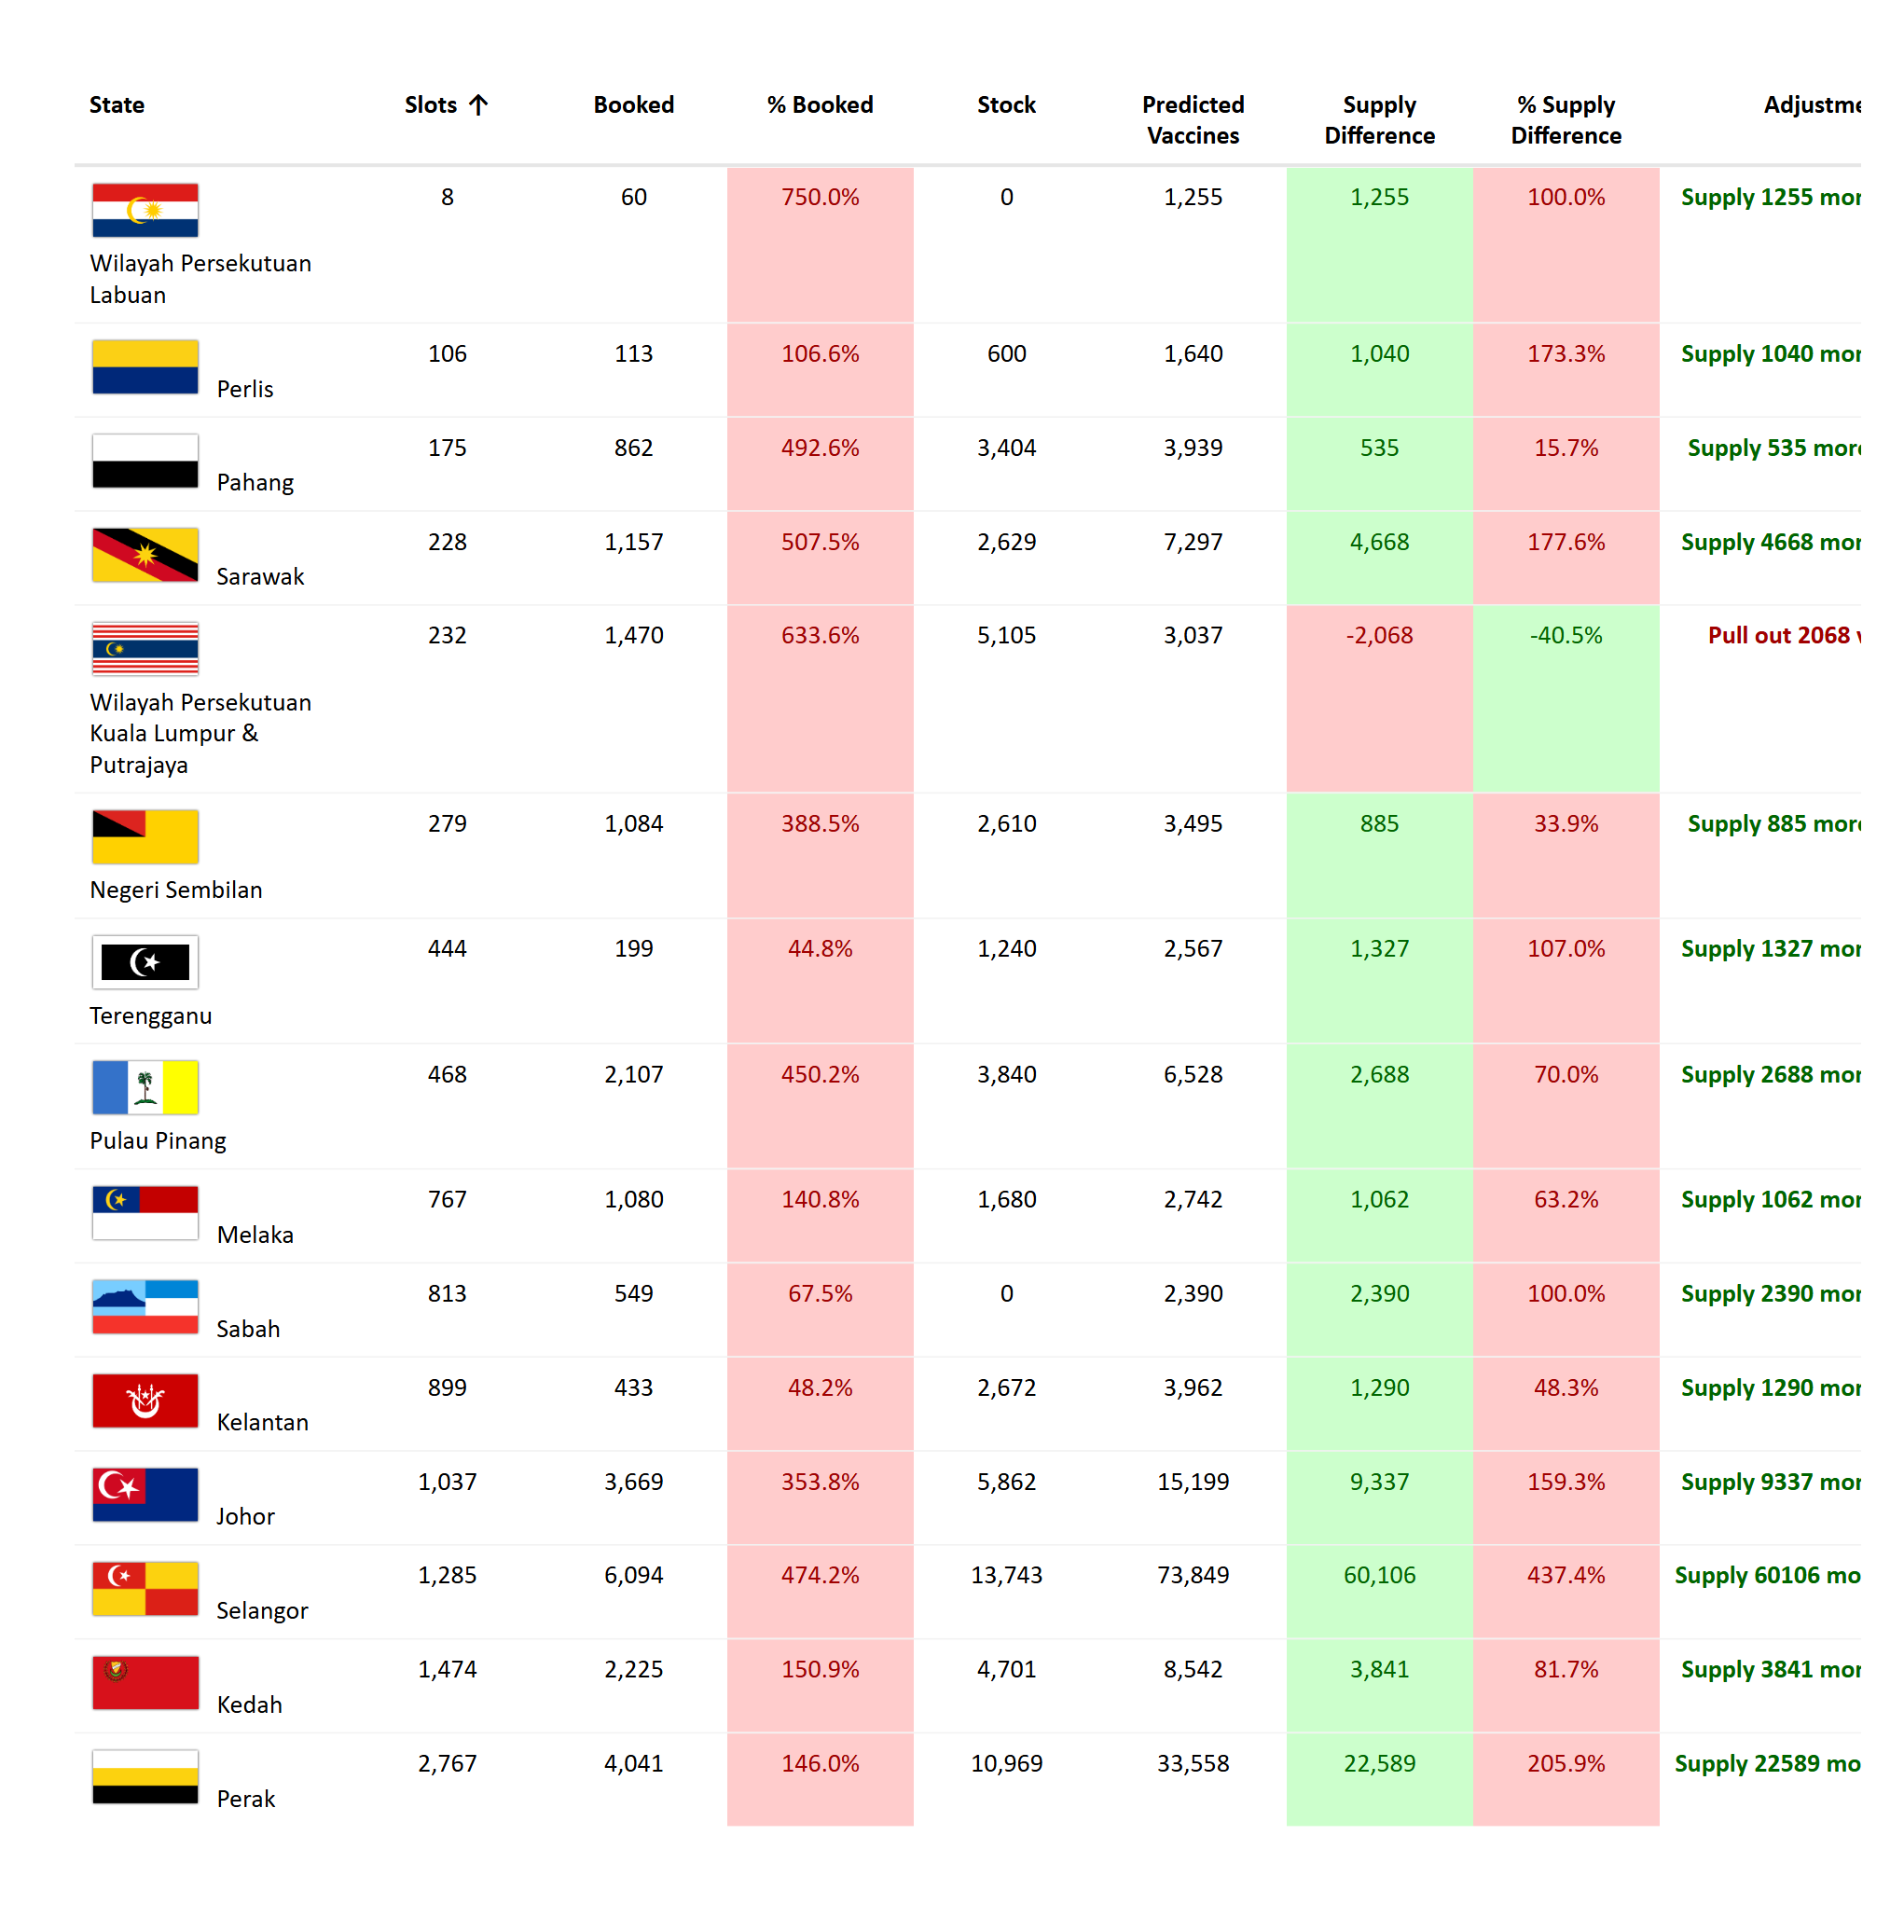 State Slots ↑ Booked % Booked Stock Predicted Vaccines Supply Difference % Supply Difference Adjustme
Wilayah Persekutuan Labuan 8 60 750.0% 0 1,255 1,255 100.0% Supply 1255 mor
Perlis 106 113 106.6% 600 1,640 1,040 173.3% Supply 1040 mor
Pahang 175 862 492.6% 3,404 3,939 535 15.7% Supply 535 more
Sarawak 228 1,157 507.5% 2,629 7,297 4,668 177.6% Supply 4668 mor
Wilayah Persekutuan Kuala Lumpur & Putrajaya 232 1,470 633.6% 5,105 3,037 -2,068 -40.5% Pull out 2068 v
Negeri Sembilan 279 1,084 388.5% 2,610 3,495 885 33.9% Supply 885 more
Terengganu 444 199 44.8% 1,240 2,567 1,327 107.0% Supply 1327 mor
Pulau Pinang 468 2,107 450.2% 3,840 6,528 2,688 70.0% Supply 2688 mor
Melaka 767 1,080 140.8% 1,680 2,742 1,062 63.2% Supply 1062 mor
Sabah 813 549 67.5% 0 2,390 2,390 100.0% Supply 2390 mor
Kelantan 899 433 48.2% 2,672 3,962 1,290 48.3% Supply 1290 mor
Johor 1,037 3,669 353.8% 5,862 15,199 9,337 159.3% Supply 9337 mor
Selangor 1,285 6,094 474.2% 13,743 73,849 60,106 437.4% Supply 60106 mo
Kedah 1,474 2,225 150.9% 4,701 8,542 3,841 81.7% Supply 3841 mor
Perak 2,767 4,041 146.0% 10,969 33,558 22,589 205.9% Supply 22589 mo